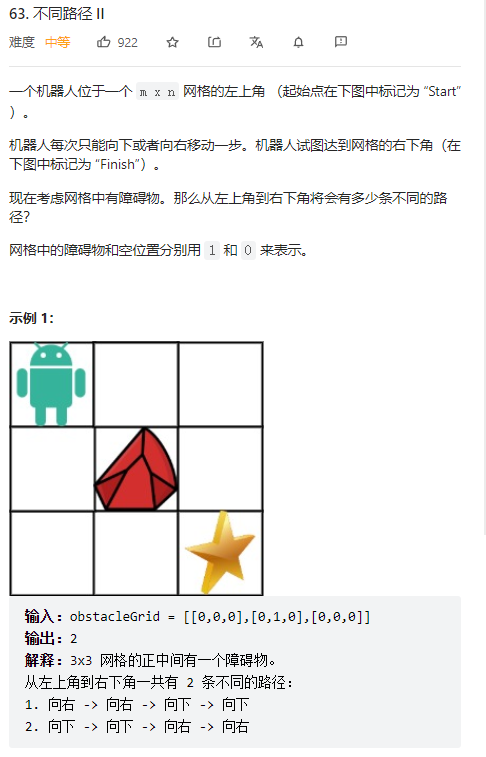 63. 不同路径 II
难度 中等 922
一个机器人位于一个 m x n 网格的左上角 （起始点在下图中标记为 “Start”
）。
机器人每次只能向下或者向右移动一步。机器人试图达到网格的右下角（在
下图中标记为 “Finish”）。
现在考虑网格中有障碍物。那么从左上角到右下角将会有多少条不同的路
径？
网格中的障碍物和空位置分别用 1 和 0 来表示。
示例 1：
输入：obstacleGrid = [[0,0,0],[0,1,0],[0,0,0]]
输出：2
解释：3x3 网格的正中间有一个障碍物。
从左上角到右下角一共有 2 条不同的路径：
1. 向右 -> 向右 -> 向下 -> 向下
2. 向下 -> 向下 -> 向右 -> 向右